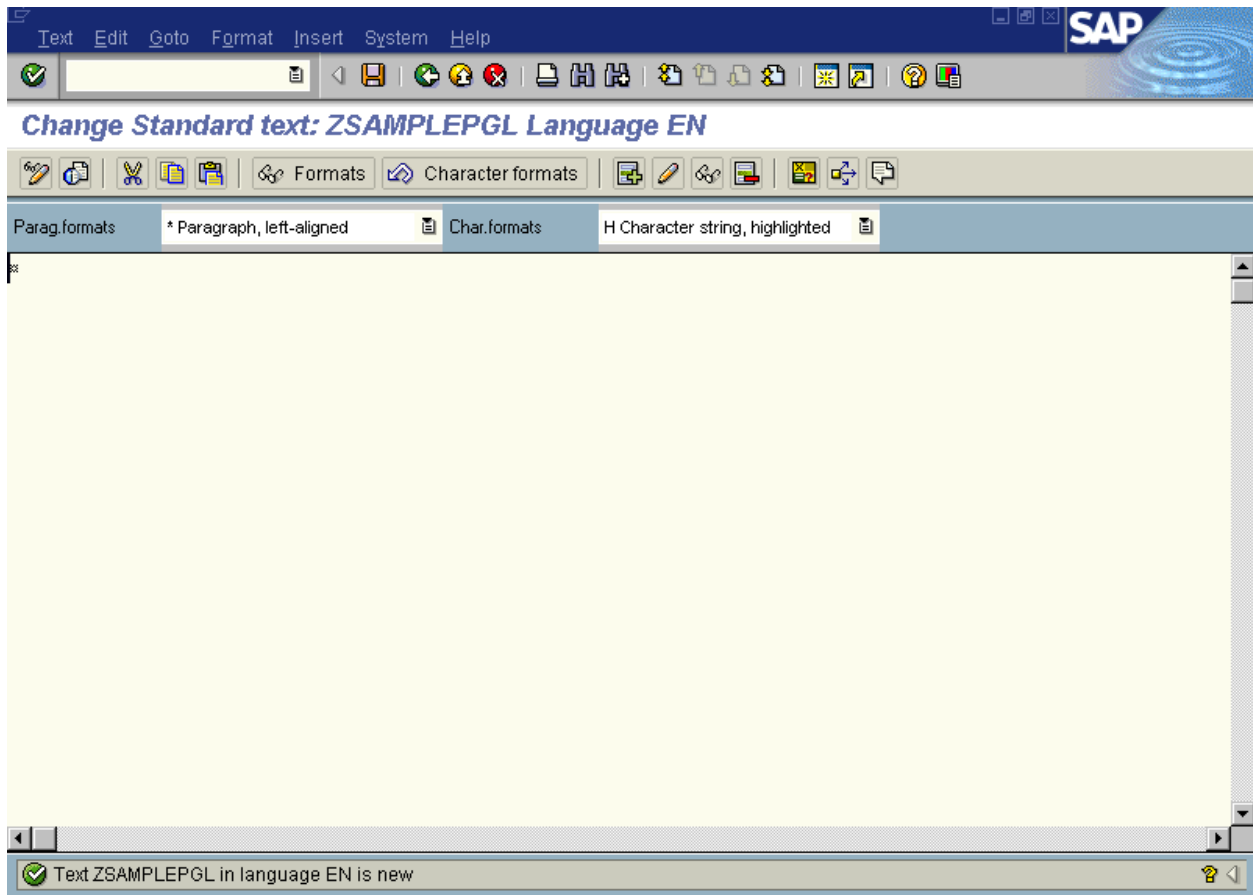 Text Edit Goto Format Insert System Help
SAP
Change Standard text: ZSAMPLEPGL Language EN
Formats Character formats
Parag.formats * Paragraph, left-aligned Char.formats H Character string, highlighted
Text ZSAMPLEPGL in language EN is new